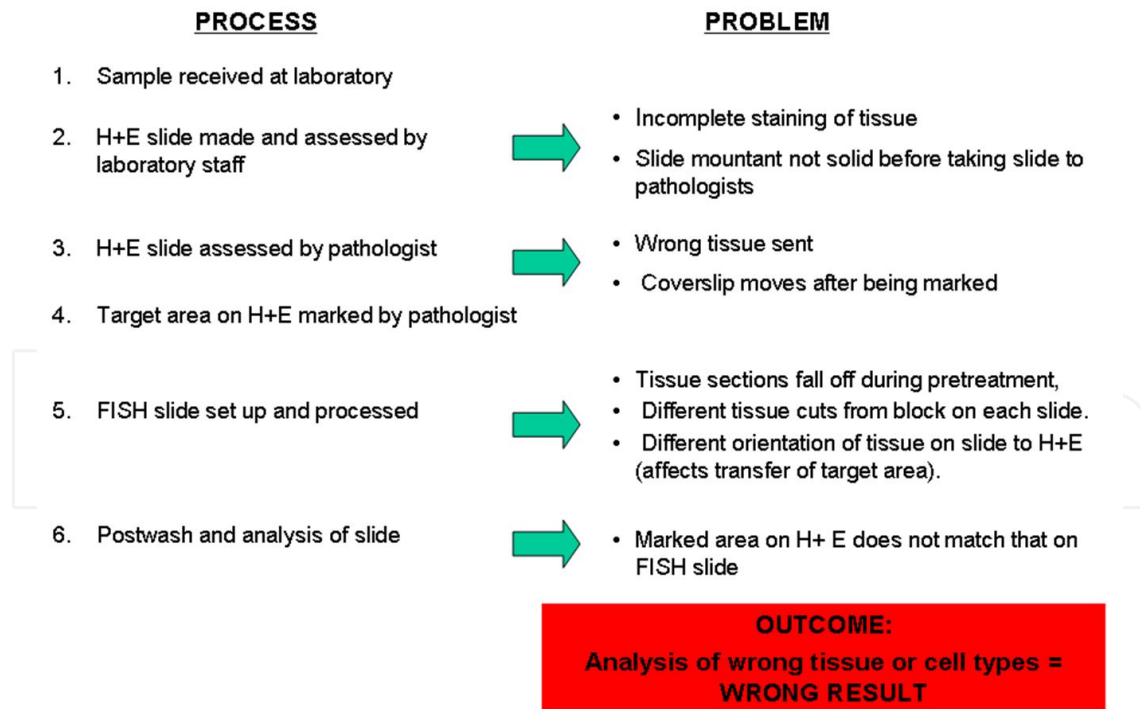 PROCESS
PROBLEM
1. Sample received at laboratory
2. H+E slide made and assessed by
laboratory staff
• Incomplete staining of tissue
• Slide mountant not solid before taking slide to
pathologists
3. H+E slide assessed by pathologist
• Wrong tissue sent
• Coverslip moves after being marked
4. Target area on H+E marked by pathologist
5. FISH slide set up and processed
• Tissue sections fall off during pretreatment,
• Different tissue cuts from block on each slide.
• Different orientation of tissue on slide to H+E
(affects transfer of target area).
6. Postwash and analysis of slide
• Marked area on H+ E does not match that on
FISH slide
OUTCOME:
Analysis of wrong tissue or cell types =
WRONG RESULT